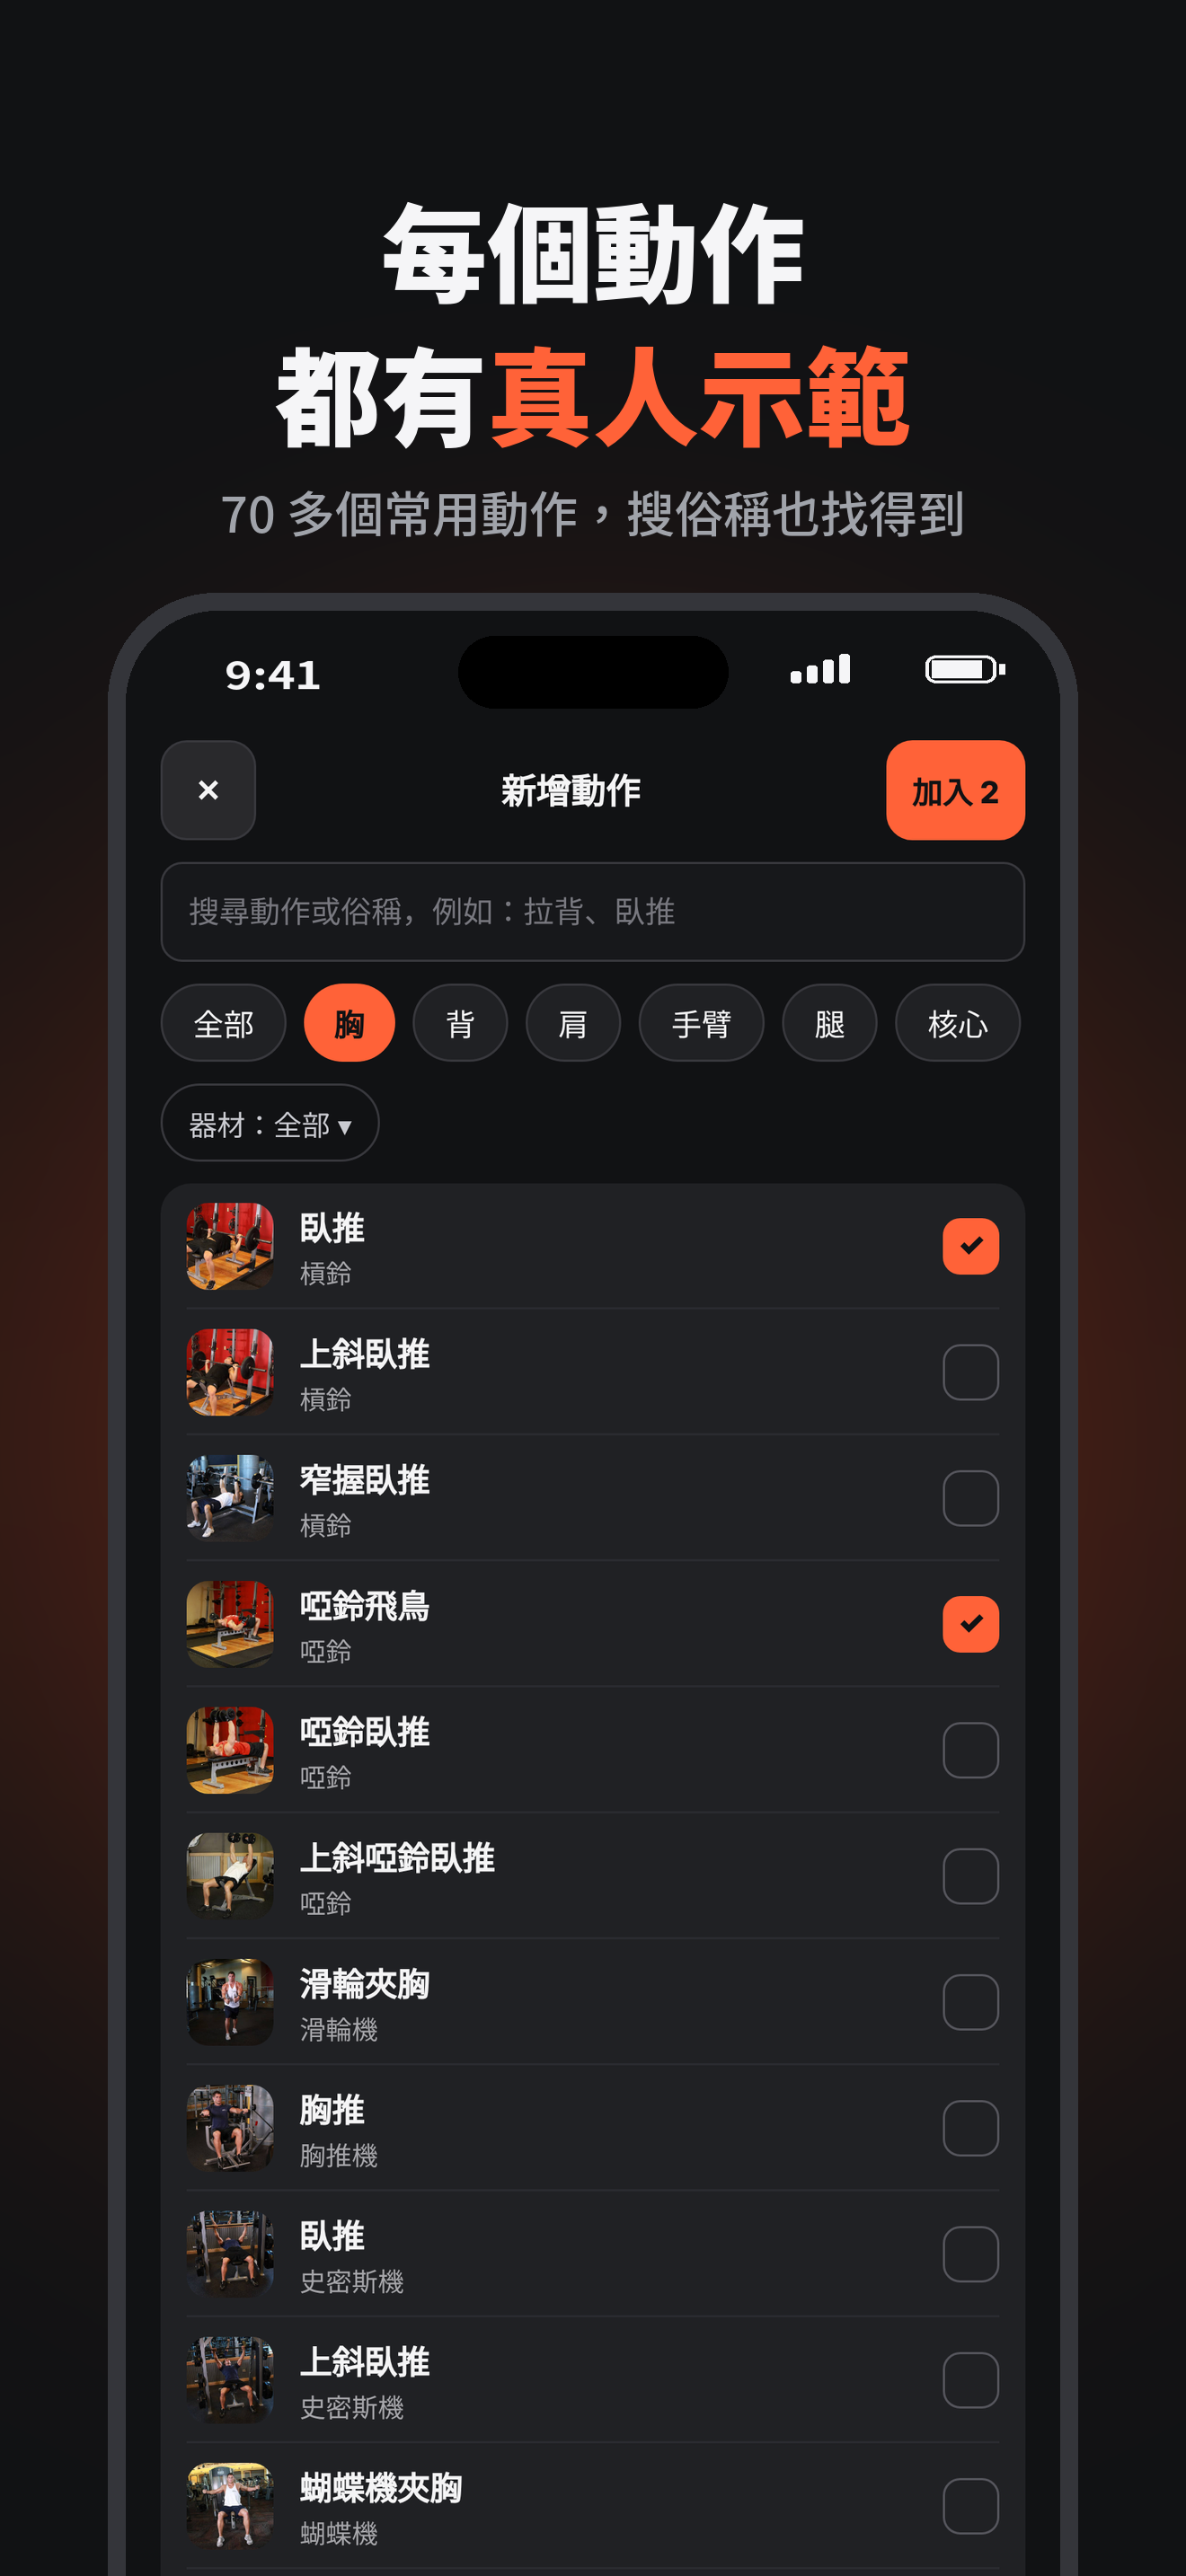 每個動作
都有真人示範
70 多個常用動作，搜俗稱也找得到
9:41
新增動作
加入 2
搜尋動作或俗稱，例如：拉背、臥推
全部 胸 背 肩 手臂 腿 核心
器材：全部 ▾
臥推
槓鈴
上斜臥推
槓鈴
窄握臥推
槓鈴
啞鈴飛鳥
啞鈴
啞鈴臥推
啞鈴
上斜啞鈴臥推
啞鈴
滑輪夾胸
滑輪機
胸推
胸推機
臥推
史密斯機
上斜臥推
史密斯機
蝴蝶機夾胸
蝴蝶機